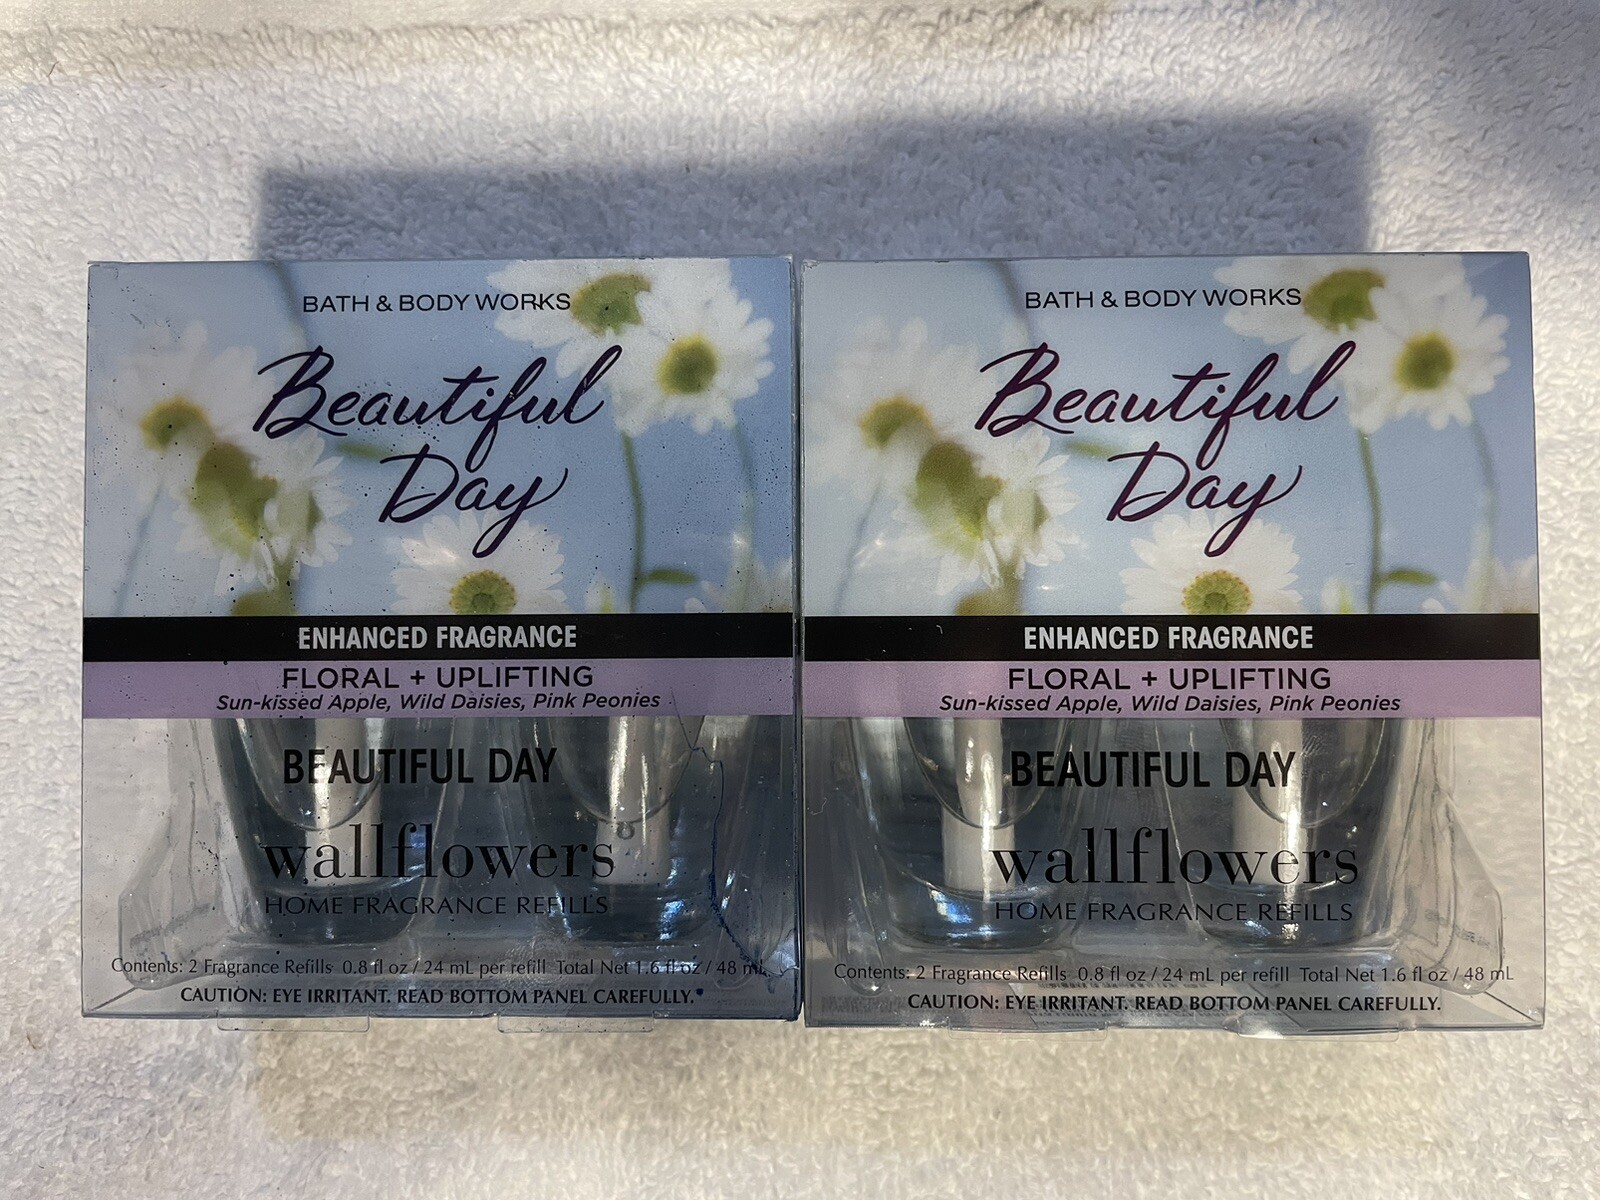 BATH & BODY WORKS
Beautiful
Day
ENHANCED FRAGRANCE
FLORAL + UPLIFTING
Sun-kissed Apple, Wild Daisies, Pink Peonies
BEAUTIFUL DAY
wallflowers
HOME FRAGRANCE REFILLS
Contents: 2 Fragrance Refills 0.8 fl oz / 24 mL per refill Total Net 1.6 fl oz / 48 mL
CAUTION: EYE IRRITANT. READ BOTTOM PANEL CAREFULLY.
BATH & BODY WORKS
Beautiful
Day
ENHANCED FRAGRANCE
FLORAL + UPLIFTING
Sun-kissed Apple, Wild Daisies, Pink Peonies
BEAUTIFUL DAY
wallflowers
HOME FRAGRANCE REFILLS
Contents: 2 Fragrance Refills 0.8 fl oz / 24 mL per refill Total Net 1.6 fl oz / 48 mL
CAUTION: EYE IRRITANT. READ BOTTOM PANEL CAREFULLY.